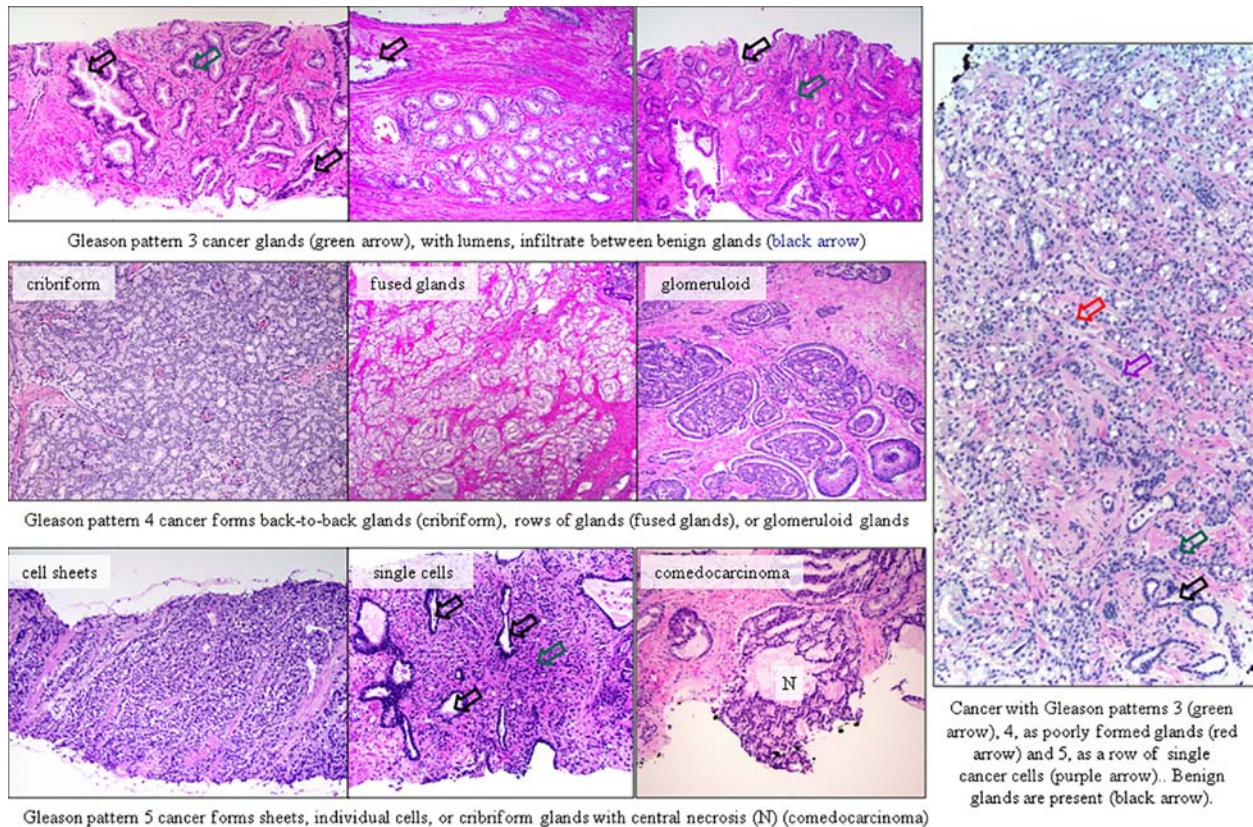 Gleason pattern 3 cancer glands (green arrow), with lumens, infiltrate between benign glands (black arrow)
cribriform
fused glands
glomeruloid
Gleason pattern 4 cancer forms back-to-back glands (cribriform), rows of glands (fused glands), or glomeruloid glands
cell sheets
single cells
comedocarcinoma
N
Gleason pattern 5 cancer forms sheets, individual cells, or cribriform glands with central necrosis (N) (comedocarcinoma)
Cancer with Gleason patterns 3 (green
arrow), 4, as poorly formed glands (red
arrow) and 5, as a row of single
cancer cells (purple arrow).. Benign
glands are present (black arrow).